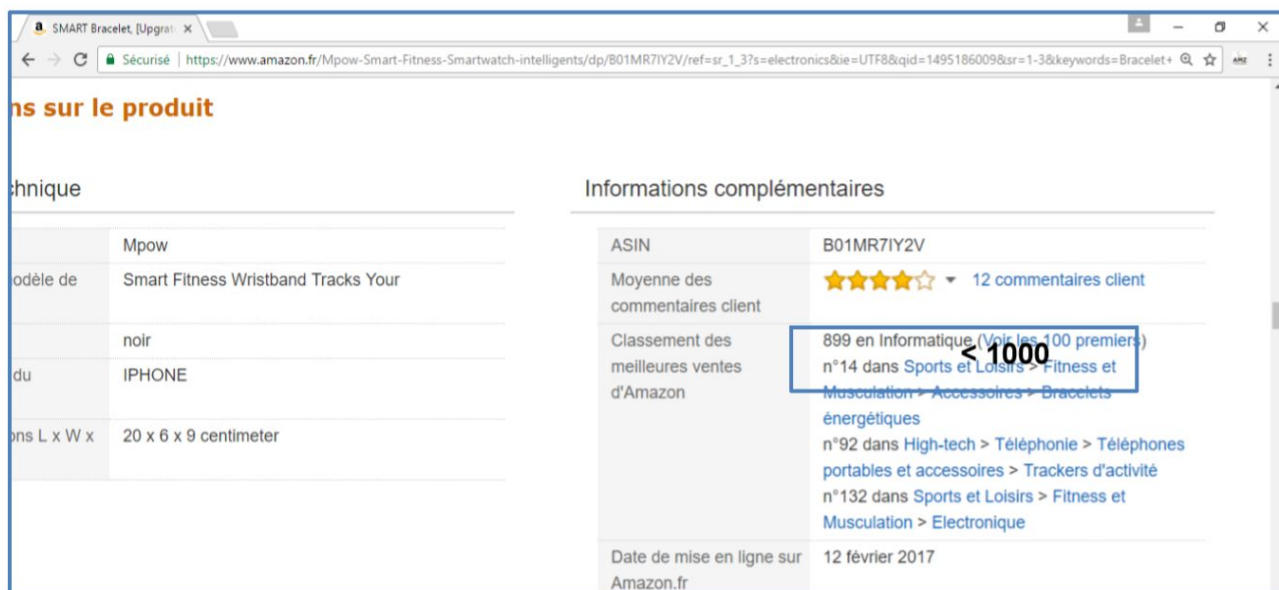 SMART Bracelet, [Upgrat
Sécurisé | https://www.amazon.fr/Mpow-Smart-Fitness-Smartwatch-intelligents/dp/B01MR7IY2V/ref=sr_1_3?s=electronics&ie=UTF8&qid=1495186009&sr=1-3&keywords=Bracelet+
ns sur le produit
chnique
Mpow
odèle de Smart Fitness Wristband Tracks Your
noir
du IPHONE
ons L x W x 20 x 6 x 9 centimeter
Informations complémentaires
ASIN B01MR7IY2V
Moyenne des
commentaires client
12 commentaires client
Classement des
meilleures ventes
d'Amazon
899 en Informatique (Voir les 100 premiers)
< 1000
n°14 dans Sports et Loisirs > Fitness et
Musculation > Accessoires > Bracelets
énergétiques
n°92 dans High-tech > Téléphonie > Téléphones
portables et accessoires > Trackers d'activité
n°132 dans Sports et Loisirs > Fitness et
Musculation > Electronique
Date de mise en ligne sur
Amazon.fr
12 février 2017